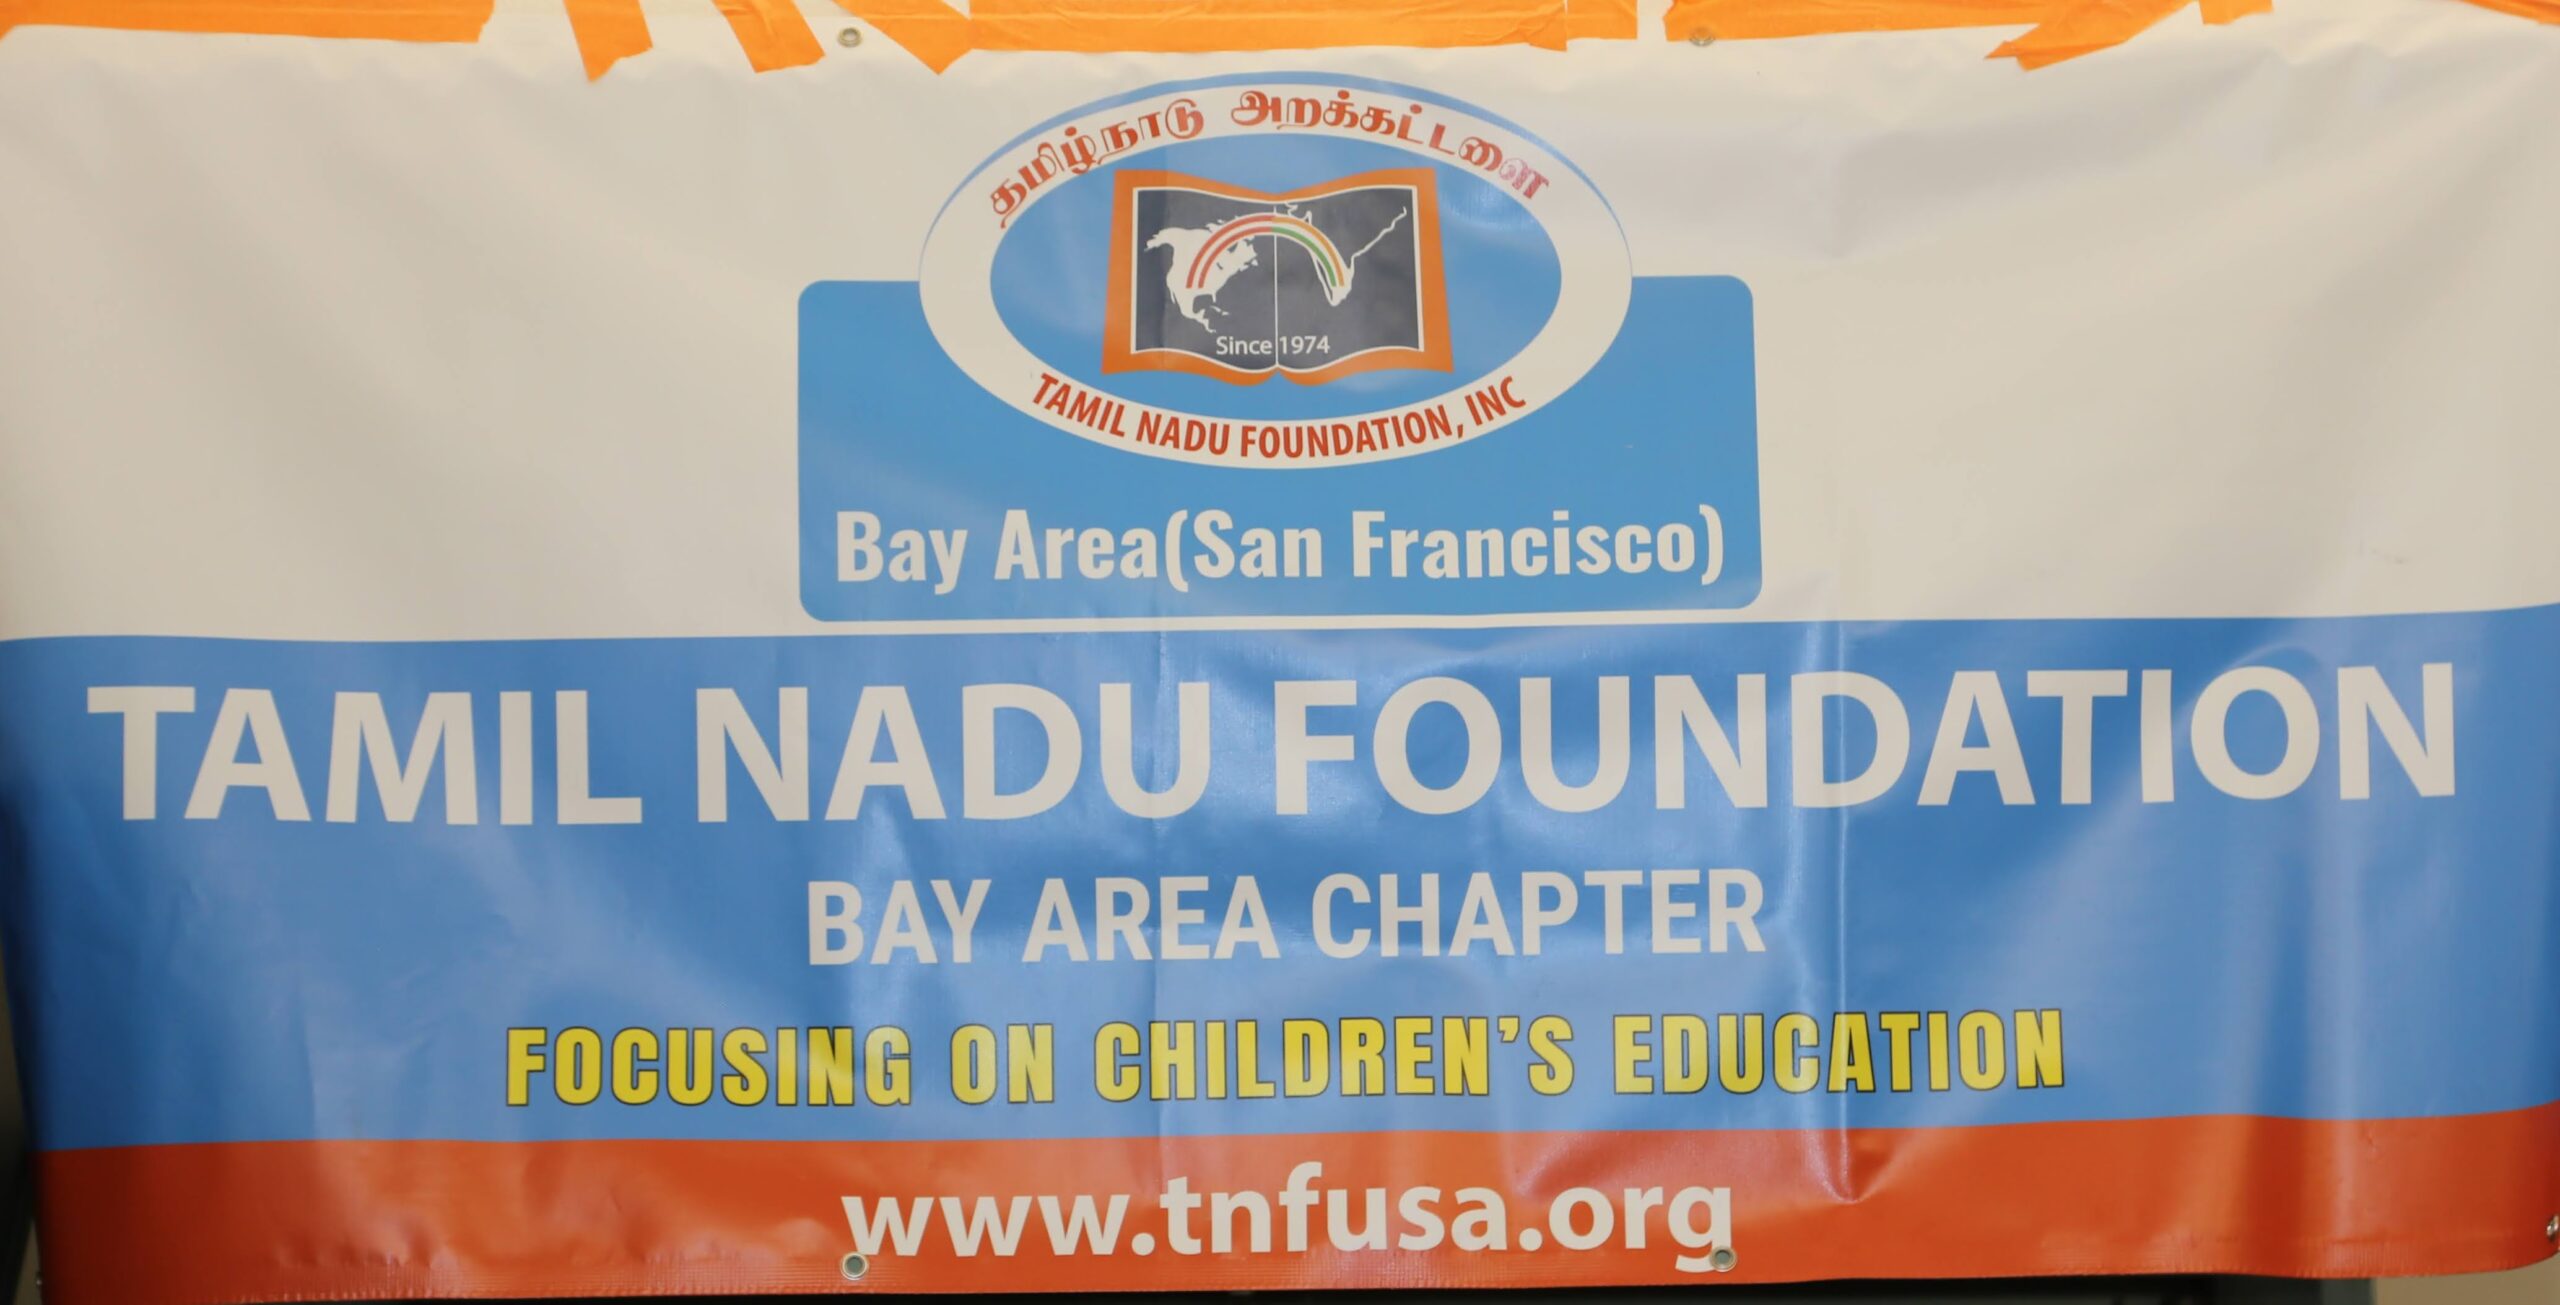 தமிழ்நாடு அறக்கட்டளை
Since 1974
TAMIL NADU FOUNDATION, INC
Bay Area(San Francisco)
TAMIL NADU FOUNDATION
BAY AREA CHAPTER
FOCUSING ON CHILDREN'S EDUCATION
www.tnfusa.org